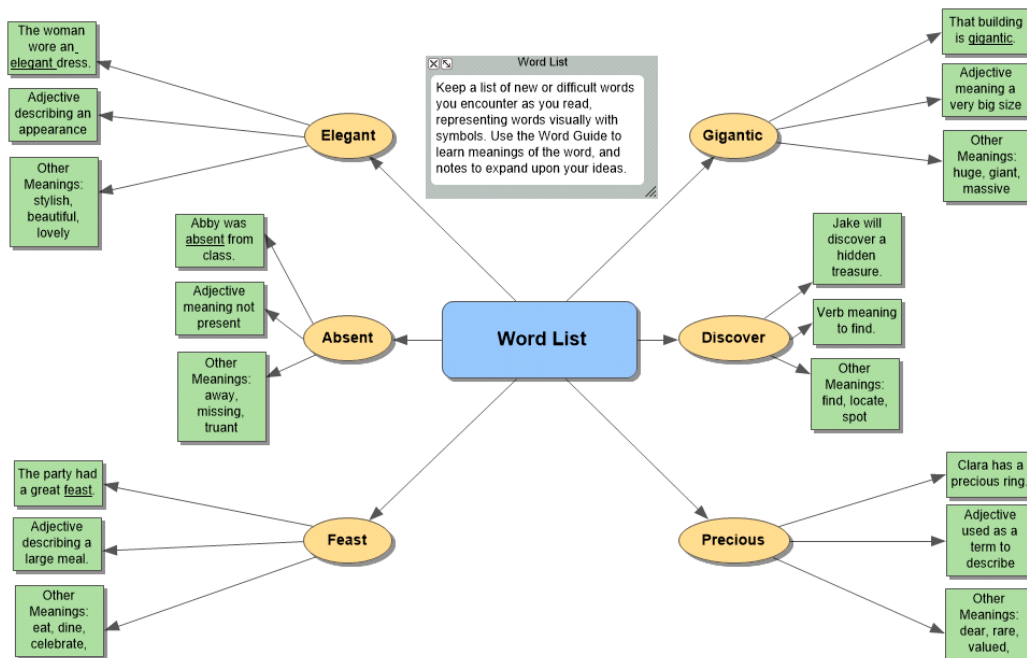 The woman
wore an
elegant dress.
Adjective
describing an
appearance
Other
Meanings:
stylish,
beautiful,
lovely
Elegant
Word List
Keep a list of new or difficult words
you encounter as you read,
representing words visually with
symbols. Use the Word Guide to
learn meanings of the word, and
notes to expand upon your ideas.
Gigantic
That building
is gigantic.
Adjective
meaning a
very big size
Other
Meanings:
huge, giant,
massive
Abby was
absent from
class.
Adjective
meaning not
present
Other
Meanings:
away,
missing,
truant
Absent
Word List
Discover
Jake will
discover a
hidden
treasure.
Verb meaning
to find.
Other
Meanings:
find, locate,
spot
The party had
a great feast.
Adjective
describing a
large meal.
Other
Meanings:
eat, dine,
celebrate,
Feast
Precious
Clara has a
precious ring.
Adjective
used as a
term to
describe
Other
Meanings:
dear, rare,
valued,